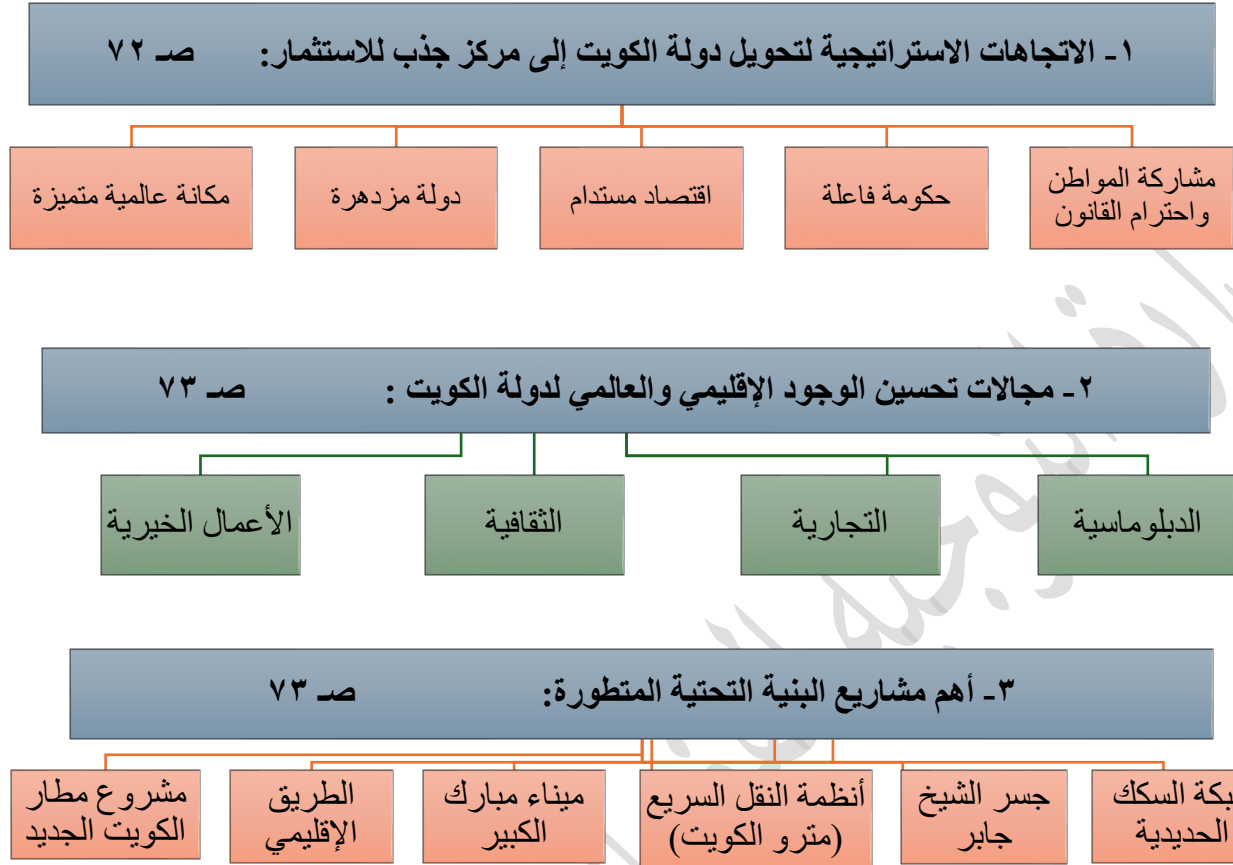 ١- الاتجاهات الاستراتيجية لتحويل دولة الكويت إلى مركز جذب للاستثمار: صـ ٧٢
مشاركة المواطن
واحترام القانون
حكومة فاعلة
اقتصاد مستدام
دولة مزدهرة
مكانة عالمية متميزة
٢- مجالات تحسين الوجود الإقليمي والعالمي لدولة الكويت : صـ ٧٣
الدبلوماسية
التجارية
الثقافية
الأعمال الخيرية
٣- أهم مشاريع البنية التحتية المتطورة: صـ ٧٣
بكة السكك
الحديدية
جسر الشيخ
جابر
أنظمة النقل السريع
(مترو الكويت)
ميناء مبارك
الكبير
الطريق
الإقليمي
مشروع مطار
الكويت الجديد